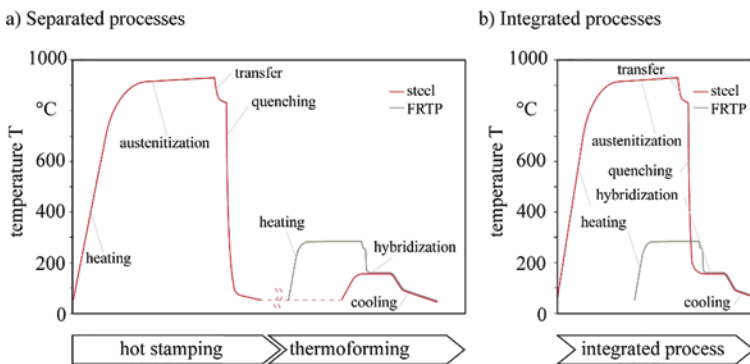 a) Separated processes
1000
°C
600
400
200
0
temperature T
transfer
steel
FRTP
quenching
austenitization
heating
heating
hybridization
cooling
hot stamping
thermoforming
b) Integrated processes
1000
°C
600
400
200
0
temperature T
transfer
steel
FRTP
austenitization
quenching
hybridization
heating
cooling
integrated process